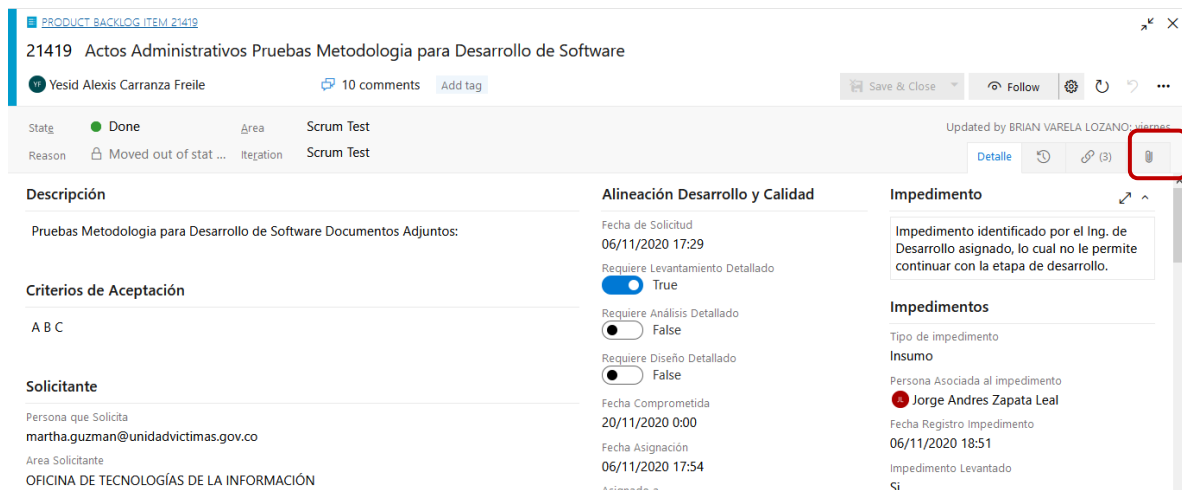 PRODUCT BACKLOG ITEM 21419
21419 Actos Administrativos Pruebas Metodologia para Desarrollo de Software
YF Yesid Alexis Carranza Freile
10 comments
Add tag
Save & Close
Follow
State
Done
Area
Scrum Test
Updated by BRIAN VARELA LOZANO: viernes
Reason
Moved out of stat ...
Iteration
Scrum Test
Detalle
(3)
Descripción
Pruebas Metodologia para Desarrollo de Software Documentos Adjuntos:
Criterios de Aceptación
A B C
Solicitante
Persona que Solicita
martha.guzman@unidadvictimas.gov.co
Area Solicitante
OFICINA DE TECNOLOGÍAS DE LA INFORMACIÓN
Alineación Desarrollo y Calidad
Fecha de Solicitud
06/11/2020 17:29
Requiere Levantamiento Detallado
True
Requiere Análisis Detallado
False
Requiere Diseño Detallado
False
Fecha Comprometida
20/11/2020 0:00
Fecha Asignación
06/11/2020 17:54
Asignado a
Impedimento
Impedimento identificado por el Ing. de
Desarrollo asignado, lo cual no le permite
continuar con la etapa de desarrollo.
Impedimentos
Tipo de impedimento
Insumo
Persona Asociada al impedimento
JL Jorge Andres Zapata Leal
Fecha Registro Impedimento
06/11/2020 18:51
Impedimento Levantado
Si